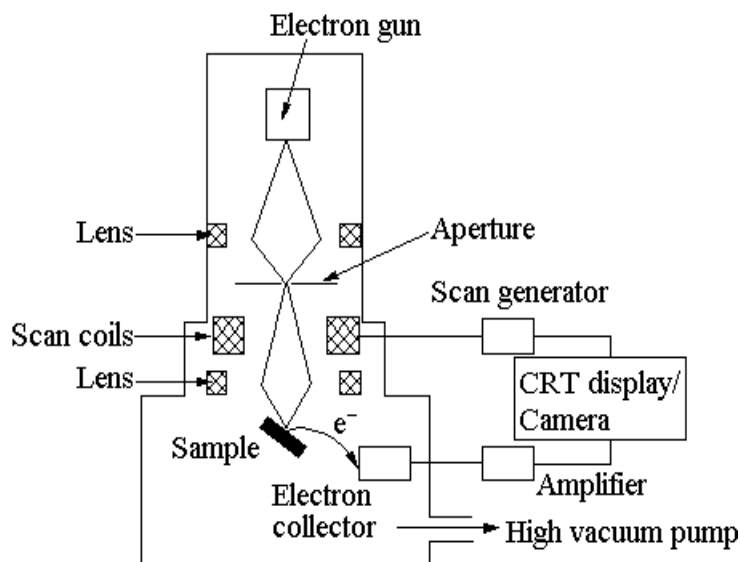 Electron gun
Lens
Aperture
Scan generator
Scan coils
Lens
CRT display/
Camera
e⁻
Sample
Amplifier
Electron
collector
High vacuum pump